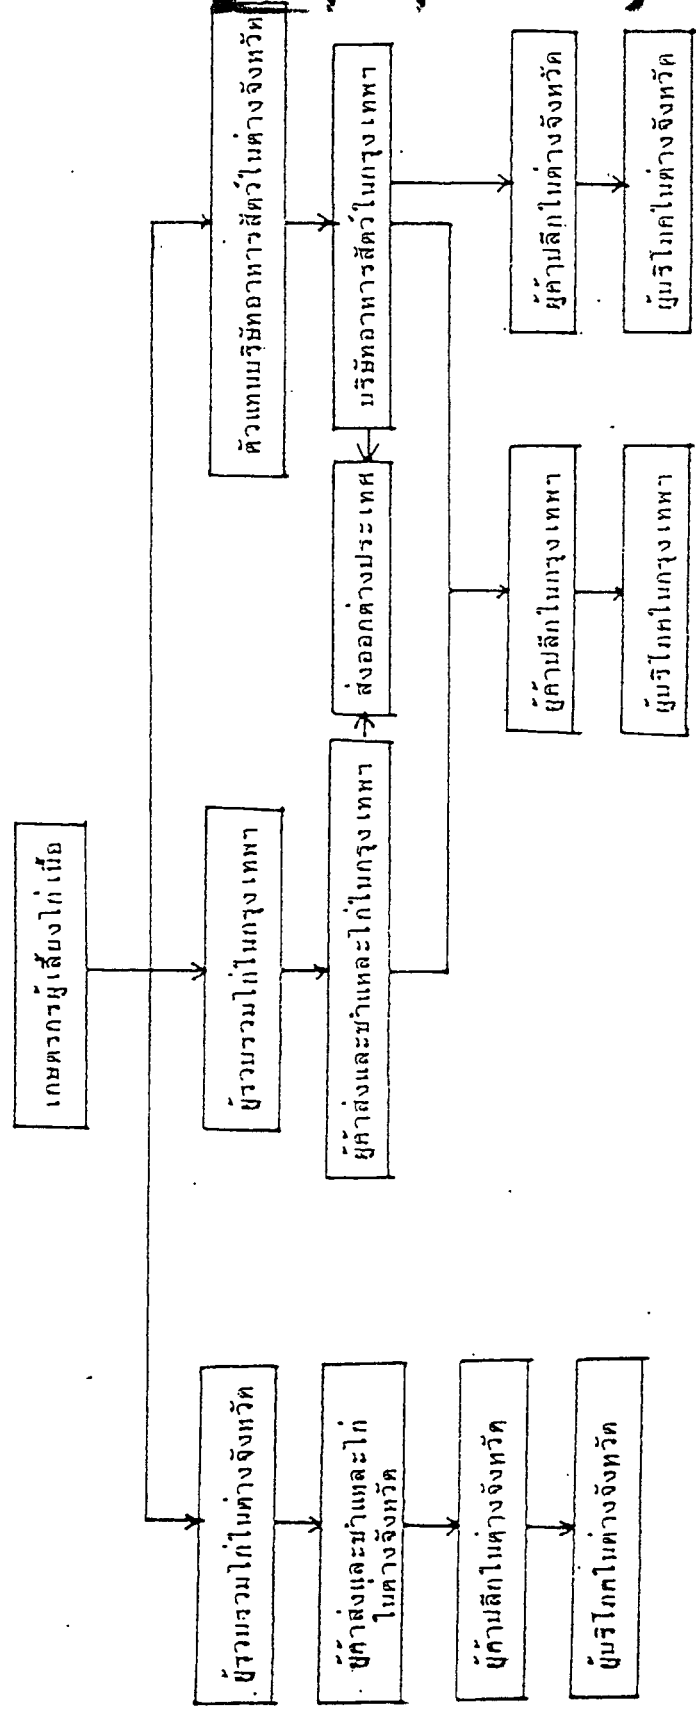 เกษตรกรผู้เลี้ยงไก่เนื้อ
ผู้รวบรวมไก่ในต่างจังหวัด
ผู้รวบรวมไก่ในกรุงเทพฯ
ตัวแทนบริษัทอาหารสัตว์ในต่างจังหวัด
ผู้ค้าส่งและชำแหละไก่
ในต่างจังหวัด
ผู้ค้าส่งและชำแหละไก่ในกรุงเทพฯ
ส่งออกต่างประเทศ
บริษัทอาหารสัตว์ในกรุงเทพฯ
ผู้ค้าปลีกในต่างจังหวัด
ผู้ค้าปลีกในกรุงเทพฯ
ผู้ค้าปลีกในต่างจังหวัด
ผู้บริโภคในต่างจังหวัด
ผู้บริโภคในกรุงเทพฯ
ผู้บริโภคในต่างจังหวัด